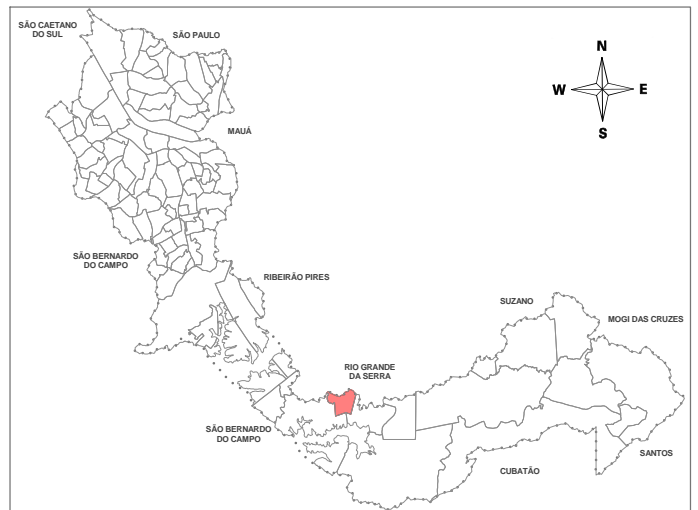 SÃO CAETANO
DO SUL
SÃO PAULO
N
W
E
S
MAUÁ
SÃO BERNARDO
DO CAMPO
RIBEIRÃO PIRES
SUZANO
MOGI DAS CRUZES
RIO GRANDE
DA SERRA
SÃO BERNARDO
DO CAMPO
SANTOS
CUBATÃO